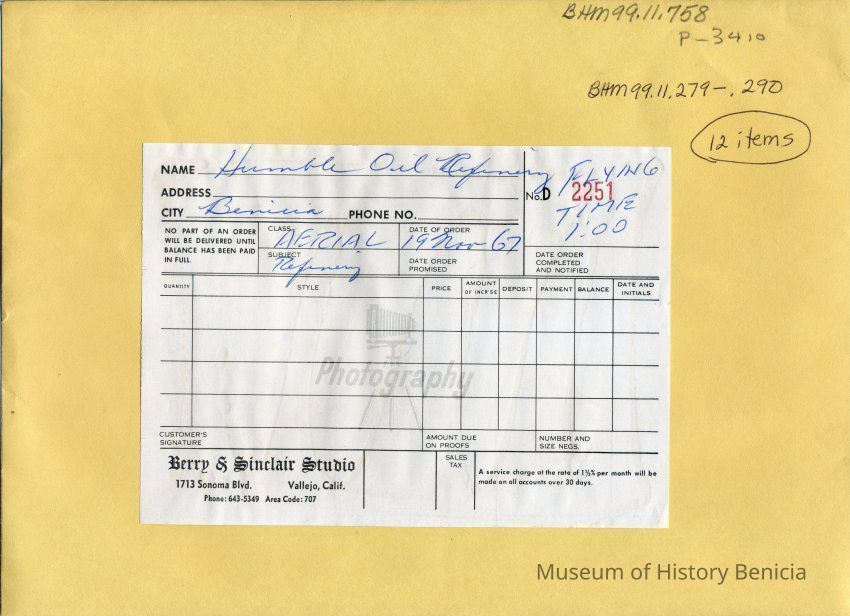 BHM99.11.758
P-3410
BHM99.11.279-.290
12 items
NAME Humble Oil Refinery
FLYING
TIME
1:00
No. D 2251
ADDRESS
CITY Benicia PHONE NO.
NO PART OF AN ORDER
WILL BE DELIVERED UNTIL
BALANCE HAS BEEN PAID
IN FULL.
CLASS AERIAL
DATE OF ORDER
19 Nov 67
SUBJECT
Refinery
DATE ORDER
PROMISED
DATE ORDER
COMPLETED
AND NOTIFIED
QUANTITY STYLE PRICE AMOUNT OF INCR'SE DEPOSIT PAYMENT BALANCE DATE AND INITIALS
Photography
CUSTOMER'S
SIGNATURE
AMOUNT DUE
ON PROOFS
NUMBER AND
SIZE NEGS.
Berry & Sinclair Studio
1713 Sonoma Blvd. Vallejo, Calif.
Phone: 643-5349 Area Code: 707
SALES
TAX
A service charge at the rate of 1½% per month will be
made on all accounts over 30 days.
Museum of History Benicia